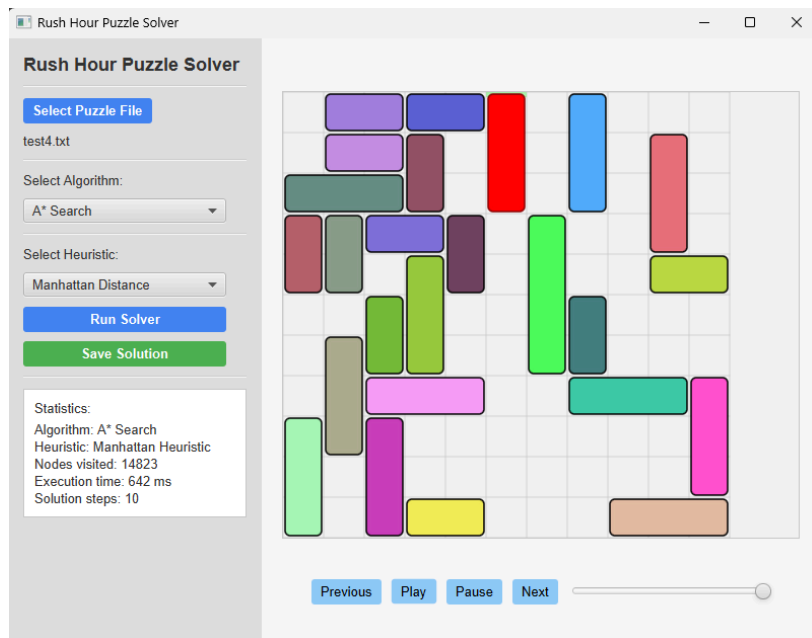 Rush Hour Puzzle Solver
Rush Hour Puzzle Solver
Select Puzzle File
test4.txt
Select Algorithm:
A* Search
Select Heuristic:
Manhattan Distance
Run Solver
Save Solution
Statistics:
Algorithm: A* Search
Heuristic: Manhattan Heuristic
Nodes visited: 14823
Execution time: 642 ms
Solution steps: 10
Previous Play Pause Next